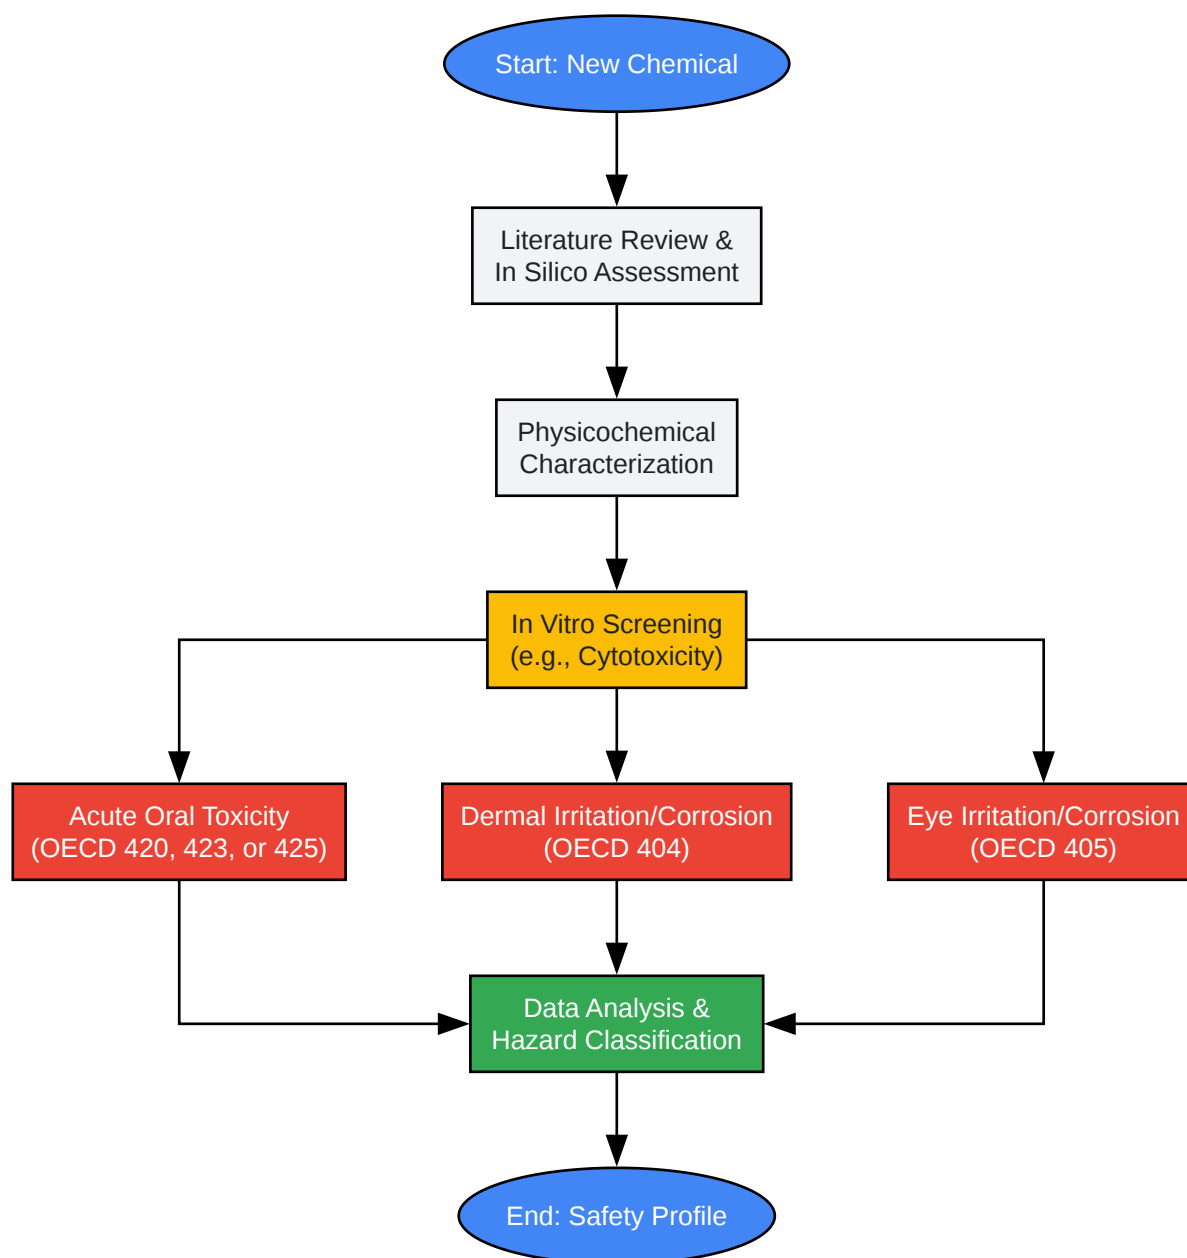 Start: New Chemical
Literature Review &
In Silico Assessment
Physicochemical
Characterization
In Vitro Screening
(e.g., Cytotoxicity)
Acute Oral Toxicity
(OECD 420, 423, or 425)
Dermal Irritation/Corrosion
(OECD 404)
Eye Irritation/Corrosion
(OECD 405)
Data Analysis &
Hazard Classification
End: Safety Profile